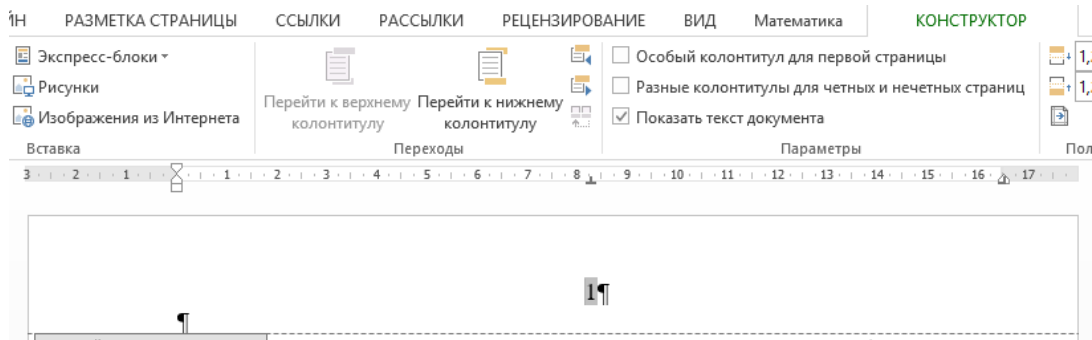 ЙН РАЗМЕТКА СТРАНИЦЫ ССЫЛКИ РАССЫЛКИ РЕЦЕНЗИРОВАНИЕ ВИД Математика КОНСТРУКТОР
Экспресс-блоки
Рисунки
Изображения из Интернета
Вставка
Перейти к верхнему
колонтитулу
Перейти к нижнему
колонтитулу
Переходы
Особый колонтитул для первой страницы
Разные колонтитулы для четных и нечетных страниц
Показать текст документа
Параметры
1,
1,
Пол
3 2 1 1 2 3 4 5 6 7 8 9 10 11 12 13 14 15 16 17
1¶
¶